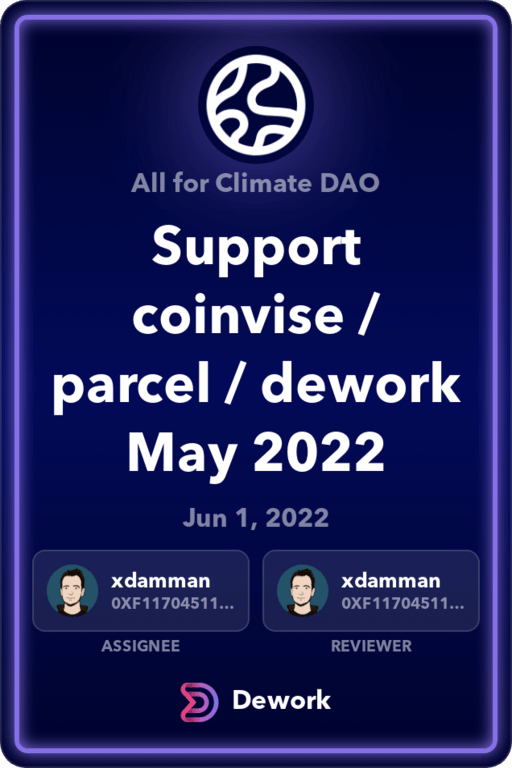 All for Climate DAO
Support
coinvise /
parcel / dework
May 2022
Jun 1, 2022
xdamman
0XF11704511...
ASSIGNEE
xdamman
0XF11704511...
REVIEWER
Dework